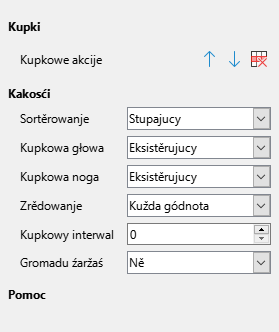 Kupki
Kupkowe akcije
Kakosći
Sortěrowanje Stupajucy
Kupkowa głowa Eksistěrujucy
Kupkowa noga Eksistěrujucy
Zrědowanje Kužda gódnota
Kupkowy interwal 0
Gromadu źaržaś Ně
Pomoc